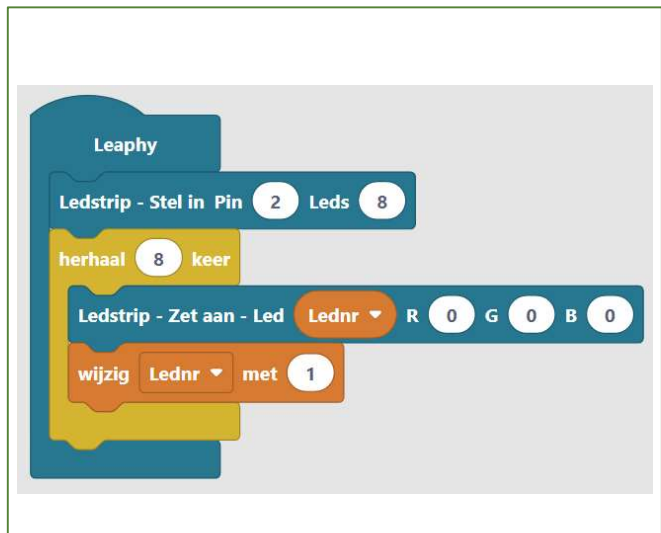 Leaphy
Ledstrip - Stel in Pin 2 Leds 8
herhaal 8 keer
Ledstrip - Zet aan - Led Lednr R 0 G 0 B 0
wijzig Lednr met 1